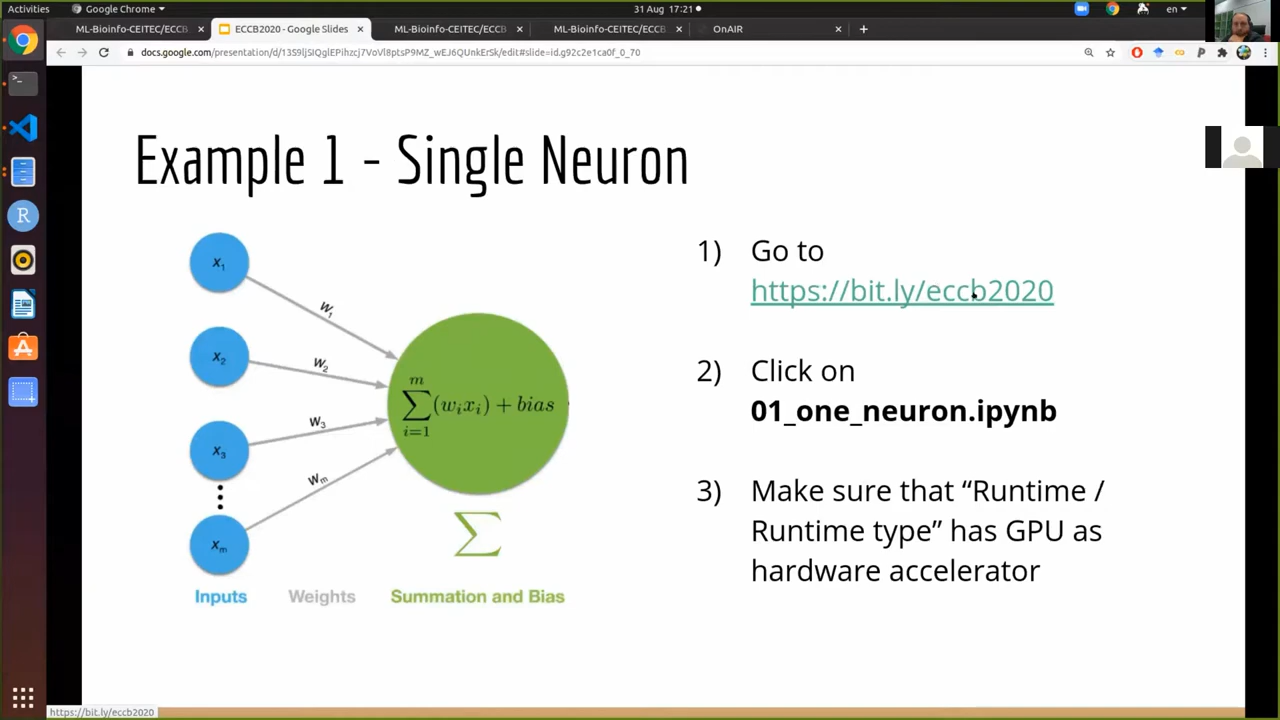 Activities
Google Chrome
31 Aug 17:21
en
ML-Bioinfo-CEITEC/ECCB
ECCB2020 - Google Slides
ML-Bioinfo-CEITEC/ECCB
ML-Bioinfo-CEITEC/ECCB
OnAIR
Example 1 - Single Neuron
x1
x2
x3
xm
w1
w2
w3
wm
m
∑(wixi) + bias
i=1
∑
Inputs
Weights
Summation and Bias
1) Go to
https://bit.ly/eccb2020
2) Click on
01_one_neuron.ipynb
3) Make sure that “Runtime /
Runtime type” has GPU as
hardware accelerator
https://bit.ly/eccb2020